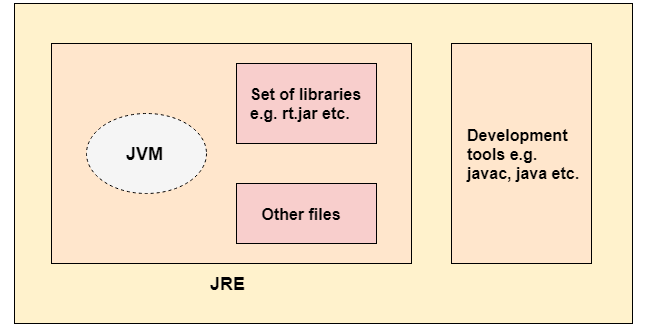 Set of libraries
e.g. rt.jar etc.
JVM
Other files
JRE
Development
tools e.g.
javac, java etc.